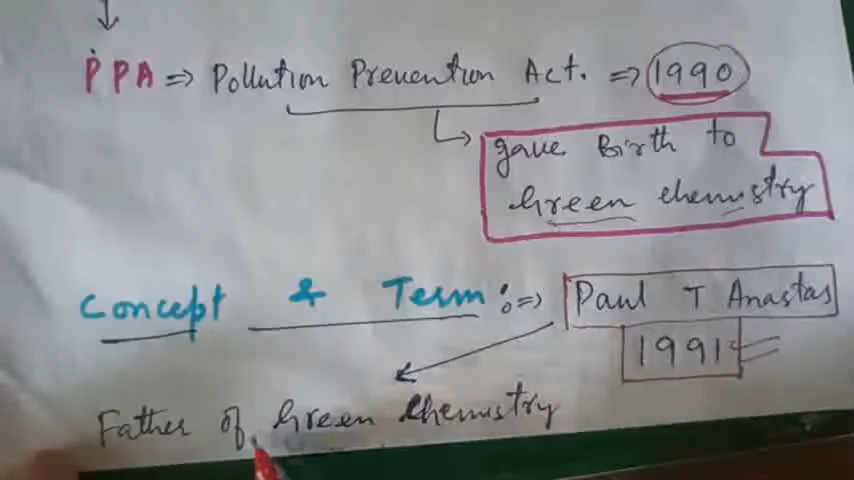 PPA => Pollution Prevention Act. => 1990
gave Birth to
Green chemistry
Concept & Term :=> Paul T Anastas
1991
Father of Green Chemistry